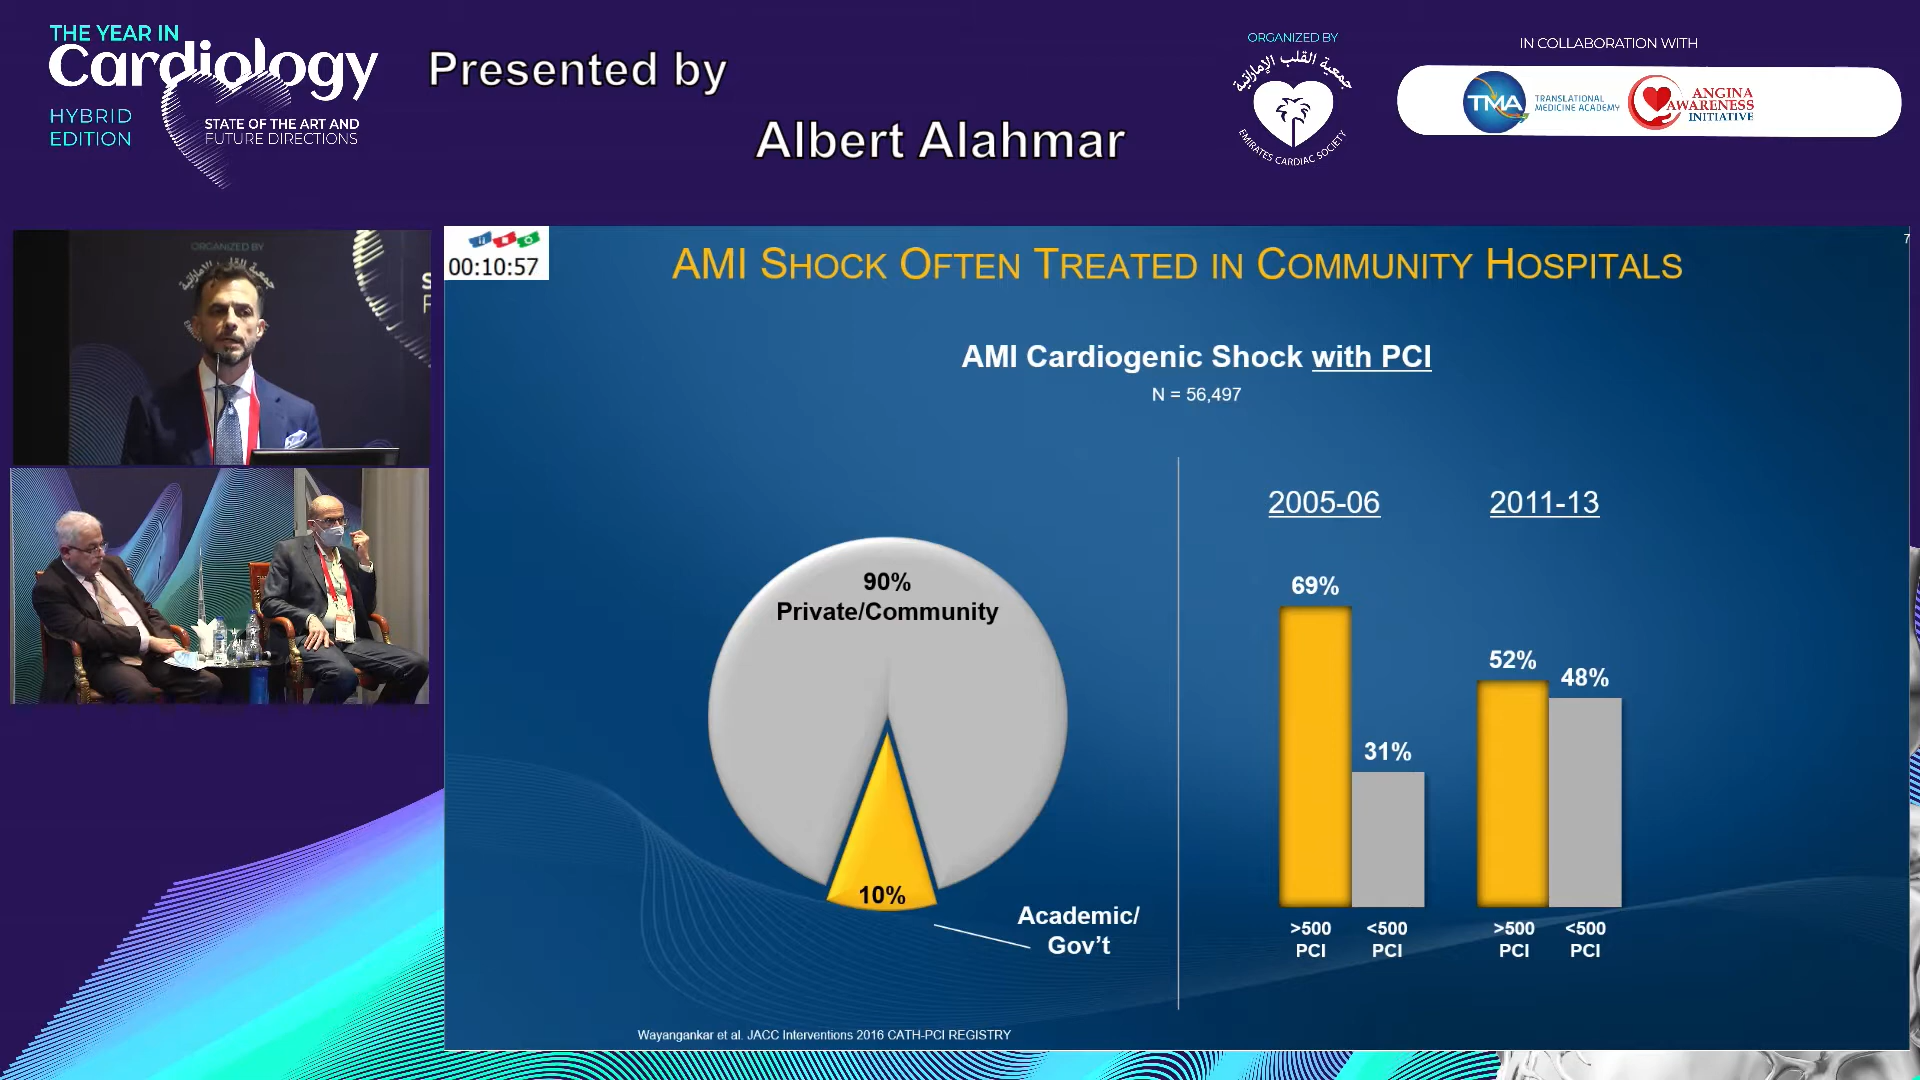 THE YEAR IN
Cardiology
HYBRID
EDITION
STATE OF THE ART AND
FUTURE DIRECTIONS
Presented by
Albert Alahmar
ORGANIZED BY
جمعية القلب الإماراتية
EMIRATES CARDIAC SOCIETY
IN COLLABORATION WITH
TMA
TRANSLATIONAL
MEDICINE ACADEMY
ANGINA
AWARENESS
INITIATIVE
ORGANIZED BY
00:10:57
7
AMI SHOCK OFTEN TREATED IN COMMUNITY HOSPITALS
AMI Cardiogenic Shock with PCI
N = 56,497
90%
Private/Community
10%
Academic/
Gov't
2005-06
2011-13
69%
31%
52%
48%
>500
PCI
<500
PCI
>500
PCI
<500
PCI
Wayangankar et al. JACC Interventions 2016 CATH-PCI REGISTRY